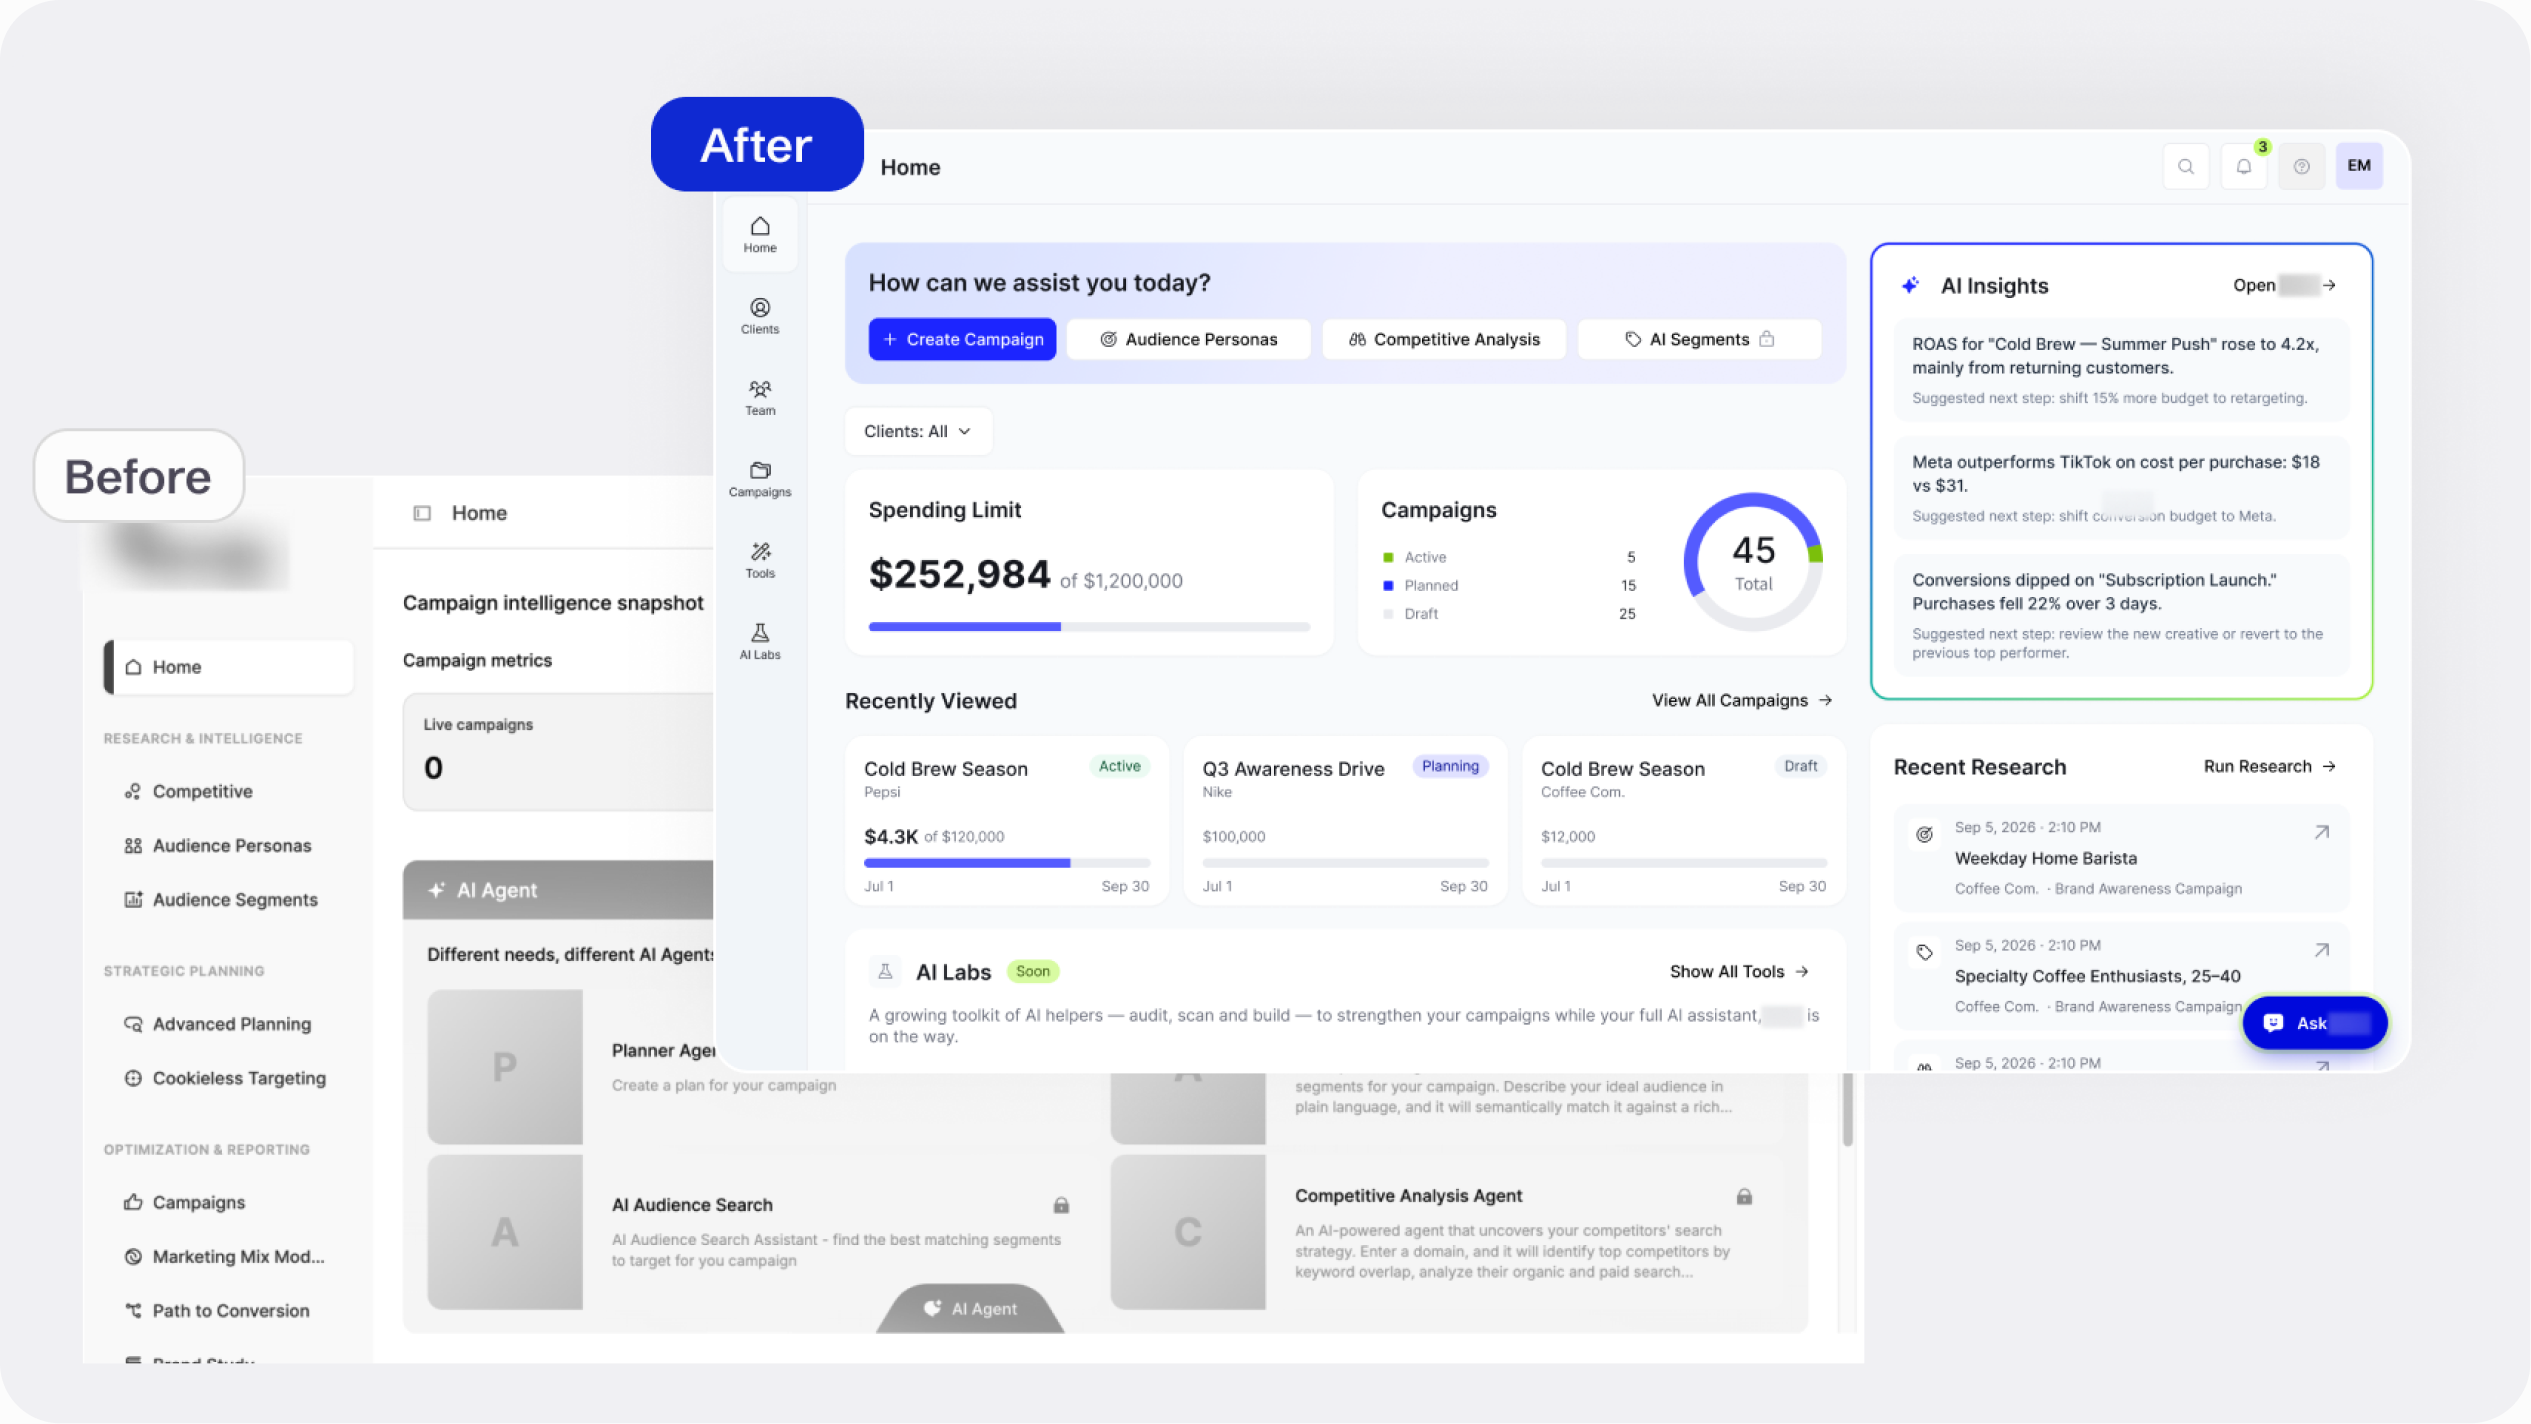 After
Home
3
EM
Home
Clients
Team
Campaigns
Tools
AI Labs
How can we assist you today?
Create Campaign
Audience Personas
Competitive Analysis
AI Segments
Clients: All
Spending Limit
$252,984 of $1,200,000
Campaigns
Active 5
Planned 15
Draft 25
45
Total
Recently Viewed
View All Campaigns →
Cold Brew Season Active
Pepsi
$4.3K of $120,000
Jul 1 Sep 30
Q3 Awareness Drive Planning
Nike
$100,000
Jul 1 Sep 30
Cold Brew Season Draft
Coffee Com.
$12,000
Jul 1 Sep 30
AI Labs Soon
Show All Tools →
A growing toolkit of AI helpers — audit, scan and build — to strengthen your campaigns while your full AI assistant, is
on the way.
AI Insights
Open →
ROAS for "Cold Brew — Summer Push" rose to 4.2x,
mainly from returning customers.
Suggested next step: shift 15% more budget to retargeting.
Meta outperforms TikTok on cost per purchase: $18
vs $31.
Suggested next step: shift conversion budget to Meta.
Conversions dipped on "Subscription Launch."
Purchases fell 22% over 3 days.
Suggested next step: review the new creative or revert to the
previous top performer.
Recent Research
Run Research →
Sep 5, 2026 · 2:10 PM
Weekday Home Barista
Coffee Com. · Brand Awareness Campaign
Sep 5, 2026 · 2:10 PM
Specialty Coffee Enthusiasts, 25–40
Coffee Com. · Brand Awareness Campaign
Sep 5, 2026 · 2:10 PM
Ask
Before
Home
Home
RESEARCH & INTELLIGENCE
Competitive
Audience Personas
Audience Segments
STRATEGIC PLANNING
Advanced Planning
Cookieless Targeting
OPTIMIZATION & REPORTING
Campaigns
Marketing Mix Mod...
Path to Conversion
Campaign intelligence snapshot
Campaign metrics
Live campaigns
0
AI Agent
Different needs, different AI Agents
P
Planner Agen
Create a plan for your campaign
A
segments for your campaign. Describe your ideal audience in
plain language, and it will semantically match it against a rich...
A
AI Audience Search
AI Audience Search Assistant - find the best matching segments
to target for you campaign
C
Competitive Analysis Agent
An AI-powered agent that uncovers your competitors' search
strategy. Enter a domain, and it will identify top competitors by
keyword overlap, analyze their organic and paid search...
AI Agent